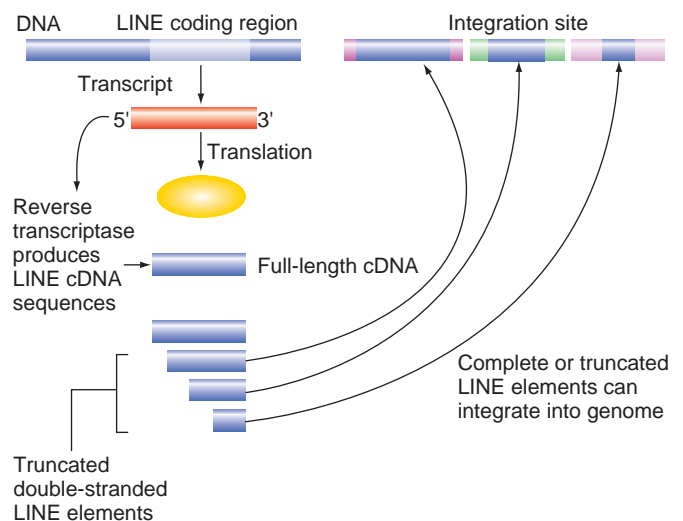 DNA
LINE coding region
Integration site
Transcript
5'
3'
Translation
Reverse
transcriptase
produces
LINE cDNA
sequences
Full-length cDNA
Complete or truncated
LINE elements can
integrate into genome
Truncated
double-stranded
LINE elements